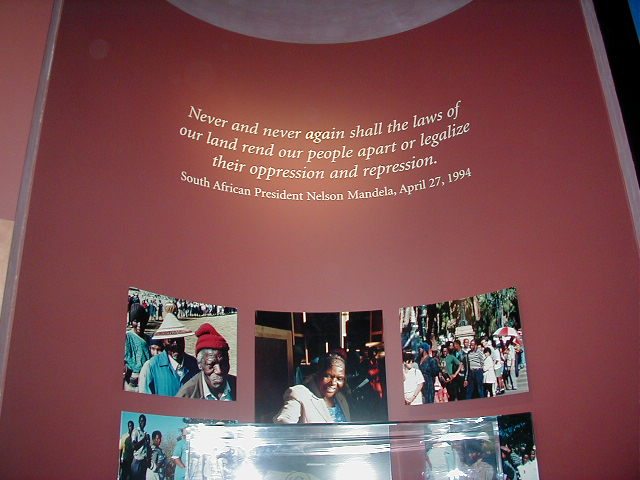 Never and never again shall the laws of
our land rend our people apart or legalize
their oppression and repression.
South African President Nelson Mandela, April 27, 1994